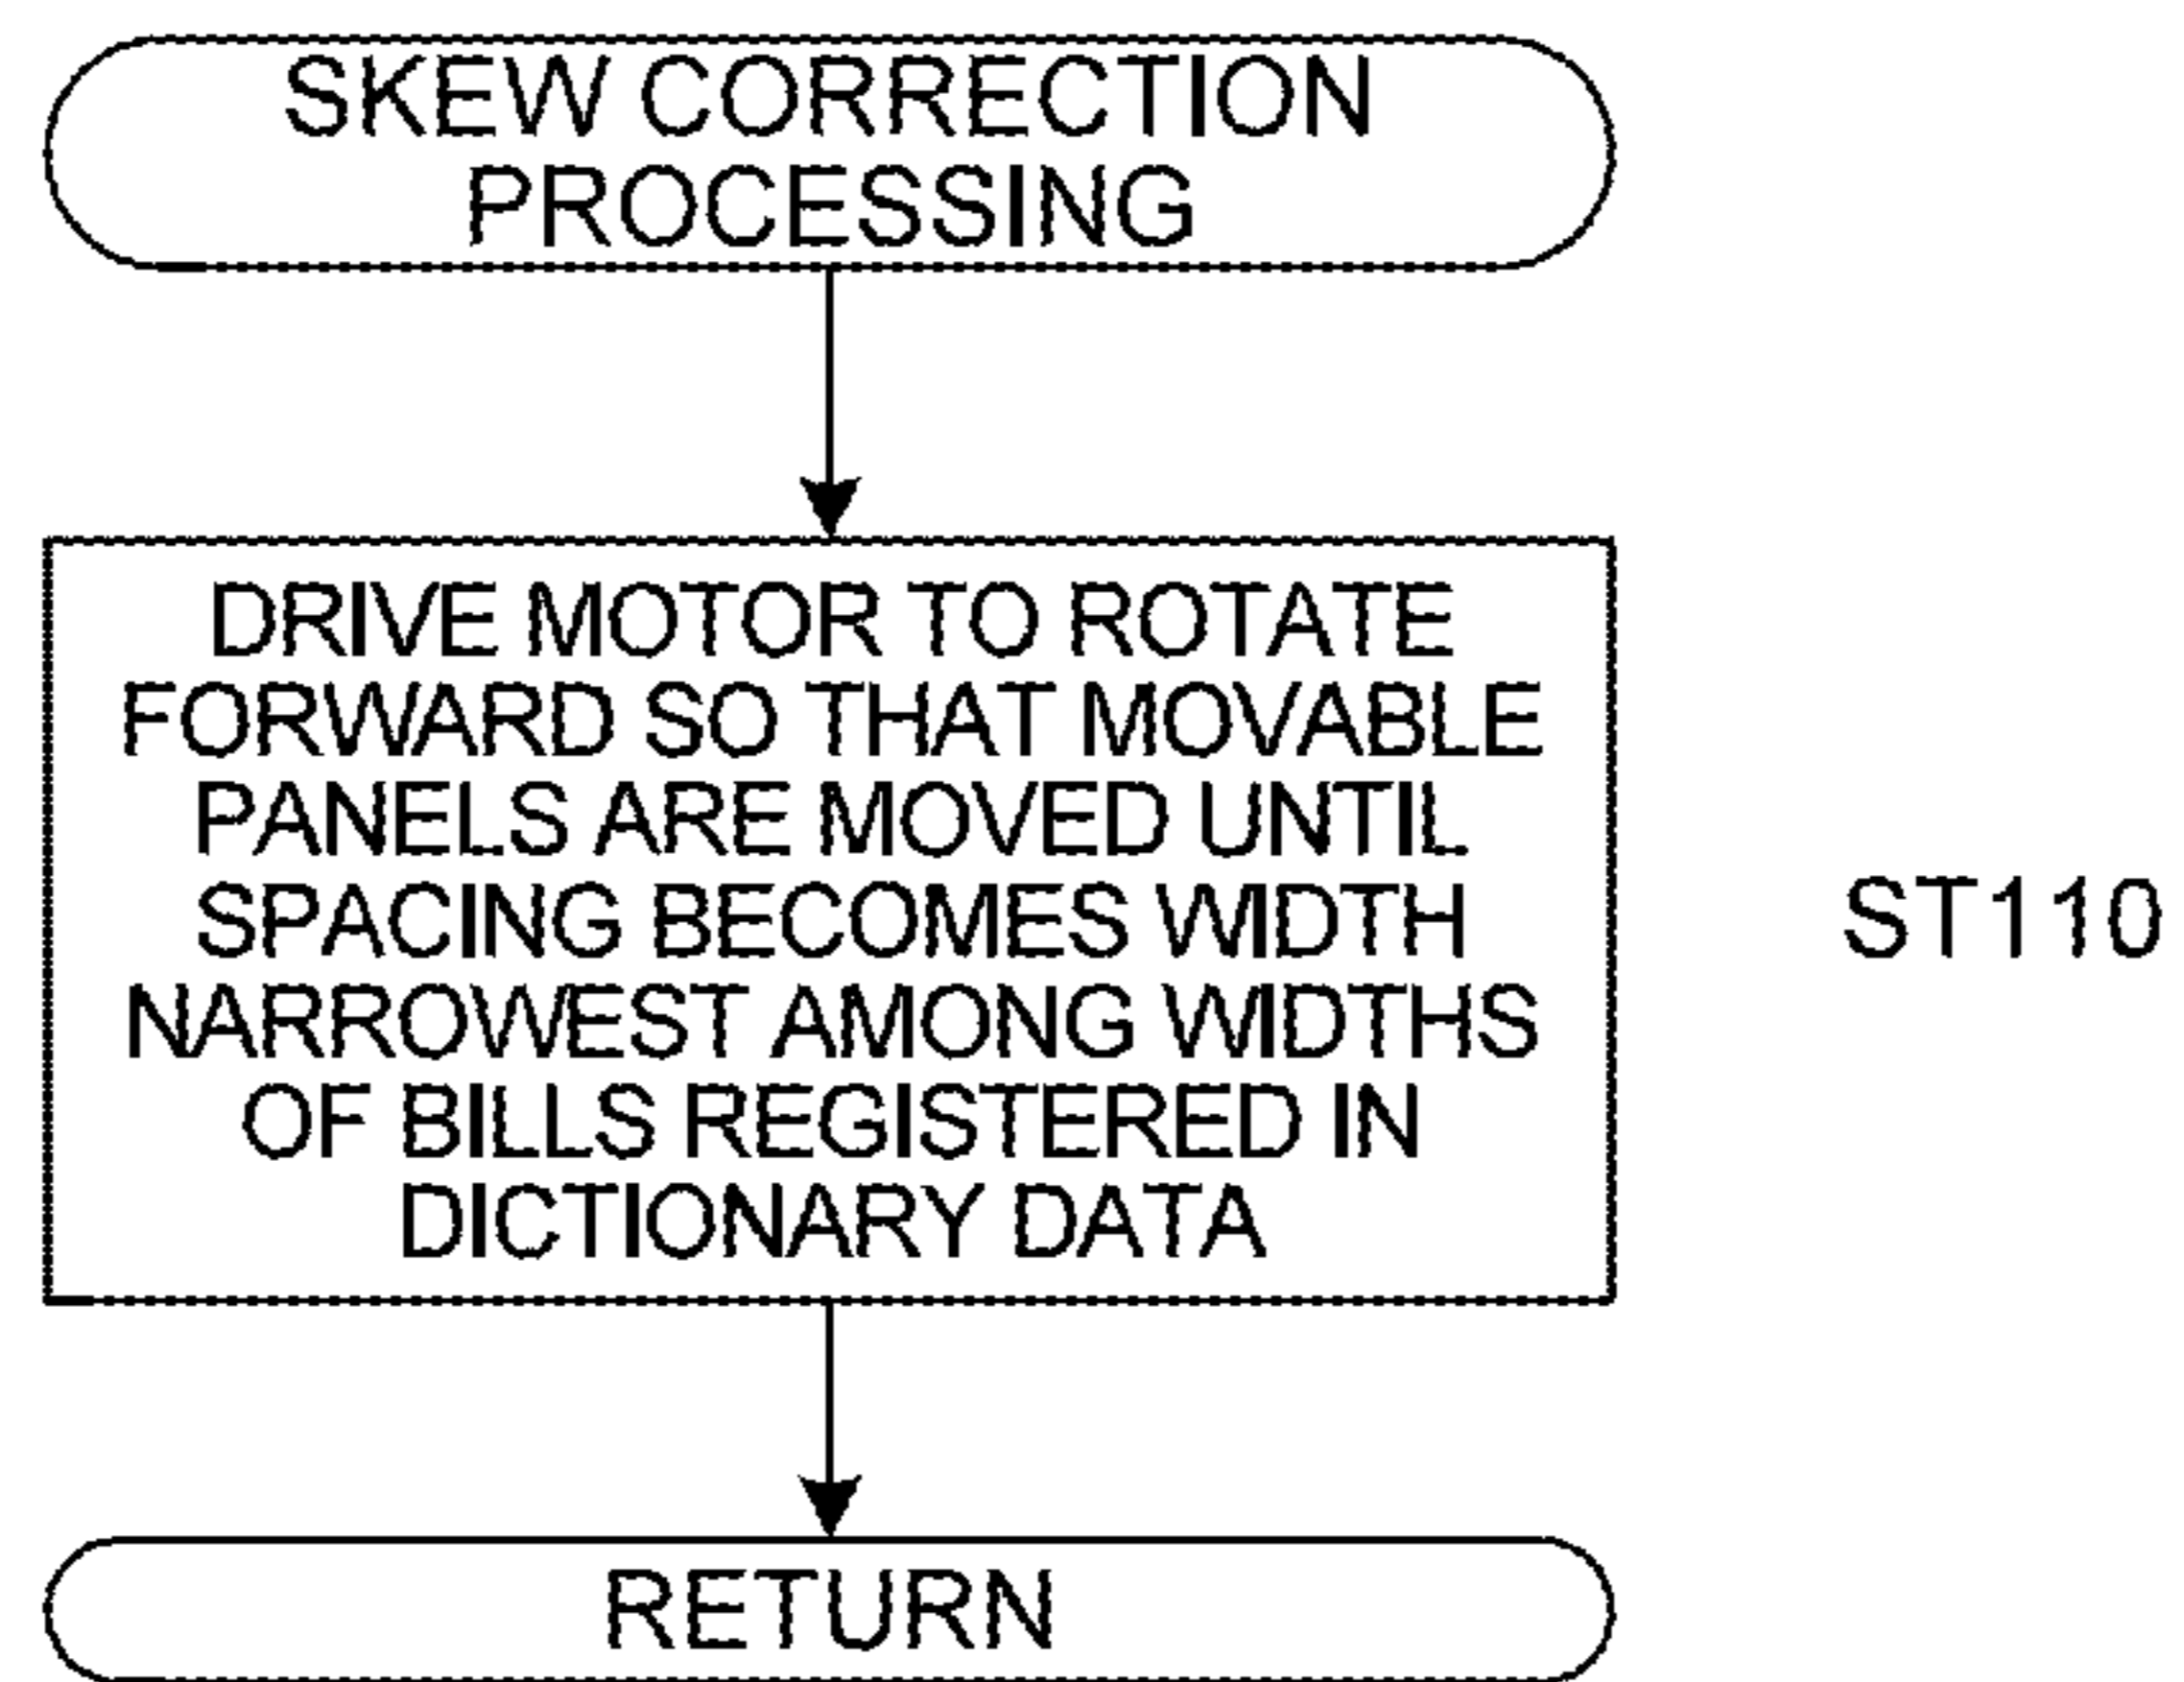 SKEW CORRECTION
PROCESSING
DRIVE MOTOR TO ROTATE
FORWARD SO THAT MOVABLE
PANELS ARE MOVED UNTIL
SPACING BECOMES WIDTH
NARROWEST AMONG WIDTHS
OF BILLS REGISTERED IN
DICTIONARY DATA
ST110
RETURN